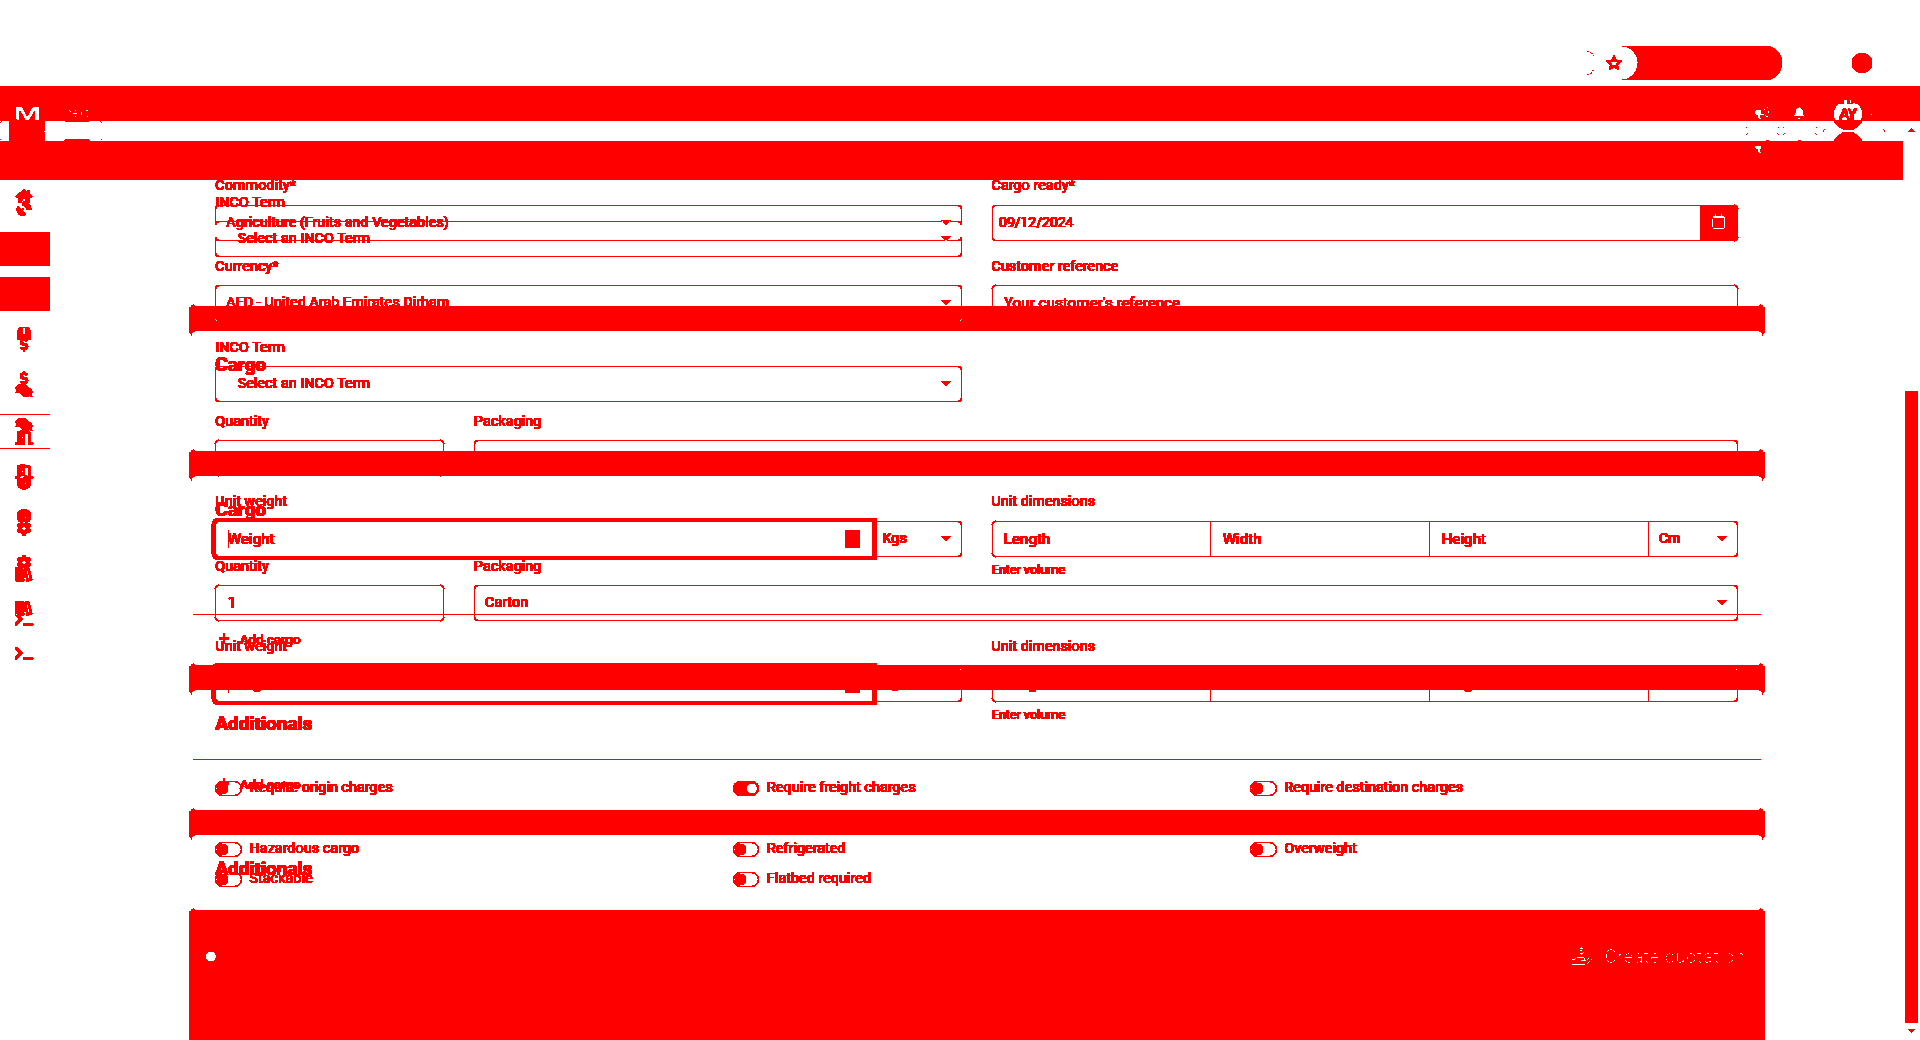 M
AY
Commodity*
Cargo ready*
INCO Term
Agriculture (Fruits and Vegetables)
09/12/2024
Select an INCO Term
Currency*
Customer reference
AED - United Arab Emirates Dirham
Your customer's reference
INCO Term
Cargo
Select an INCO Term
Quantity
Packaging
Unit weight
Unit dimensions
Cargo
Weight
Kgs
Length
Width
Height
Cm
Quantity
Packaging
Enter volume
1
Carton
+ Add cargo
Unit weight
Unit dimensions
Additionals
Enter volume
+ Add cargo
Require origin charges
Require freight charges
Require destination charges
Hazardous cargo
Refrigerated
Overweight
Additionals
Stackable
Flatbed required
Create quotation